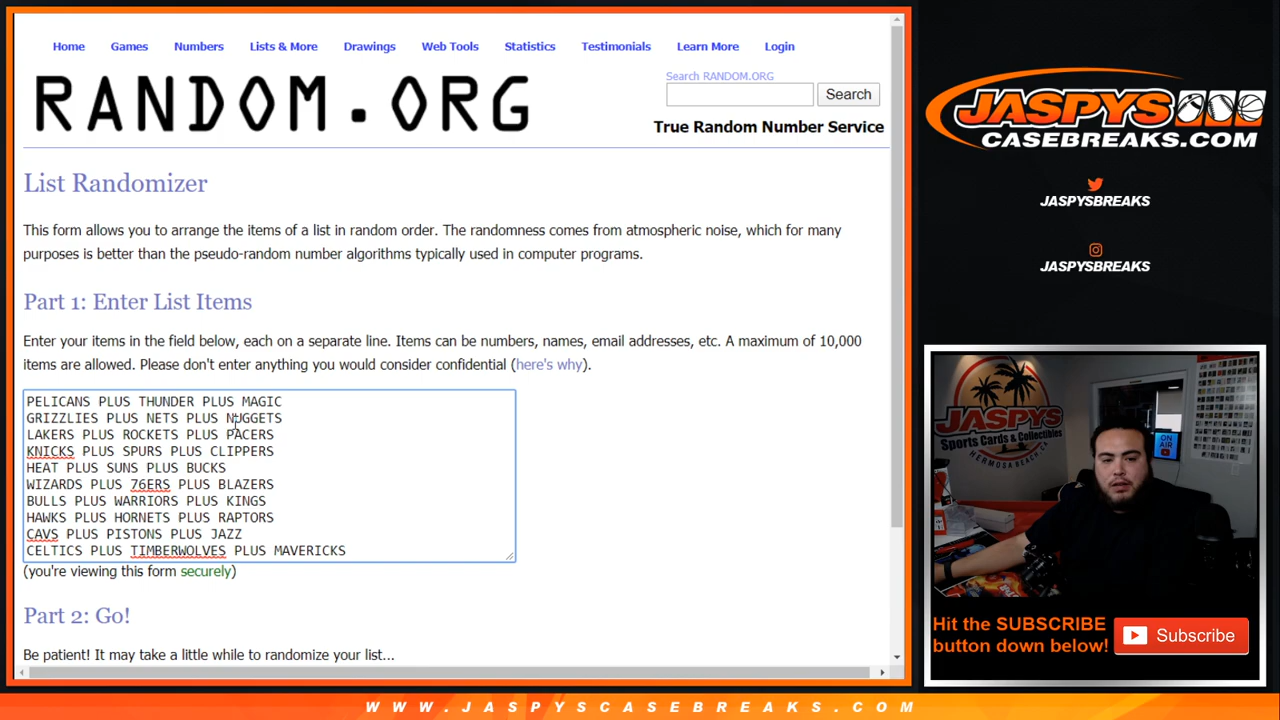 Home Games Numbers Lists & More Drawings Web Tools Statistics Testimonials Learn More Login
RANDOM.ORG
Search RANDOM.ORG
Search
True Random Number Service
List Randomizer
This form allows you to arrange the items of a list in random order. The randomness comes from atmospheric noise, which for many
purposes is better than the pseudo-random number algorithms typically used in computer programs.
Part 1: Enter List Items
Enter your items in the field below, each on a separate line. Items can be numbers, names, email addresses, etc. A maximum of 10,000
items are allowed. Please don't enter anything you would consider confidential (here's why).
PELICANS PLUS THUNDER PLUS MAGIC
GRIZZLIES PLUS NETS PLUS NUGGETS
LAKERS PLUS ROCKETS PLUS PACERS
KNICKS PLUS SPURS PLUS CLIPPERS
HEAT PLUS SUNS PLUS BUCKS
WIZARDS PLUS 76ERS PLUS BLAZERS
BULLS PLUS WARRIORS PLUS KINGS
HAWKS PLUS HORNETS PLUS RAPTORS
CAVS PLUS PISTONS PLUS JAZZ
CELTICS PLUS TIMBERWOLVES PLUS MAVERICKS
(you're viewing this form securely)
Part 2: Go!
Be patient! It may take a little while to randomize your list...
JASPYS
CASEBREAKS.COM
JASPYSBREAKS
JASPYSBREAKS
JASPYS
Sports Cards & Collectibles
HERMOSA BEACH, CA
ON AIR
Hit the SUBSCRIBE
button down below!
Subscribe
WWW.JASPYSCASEBREAKS.COM